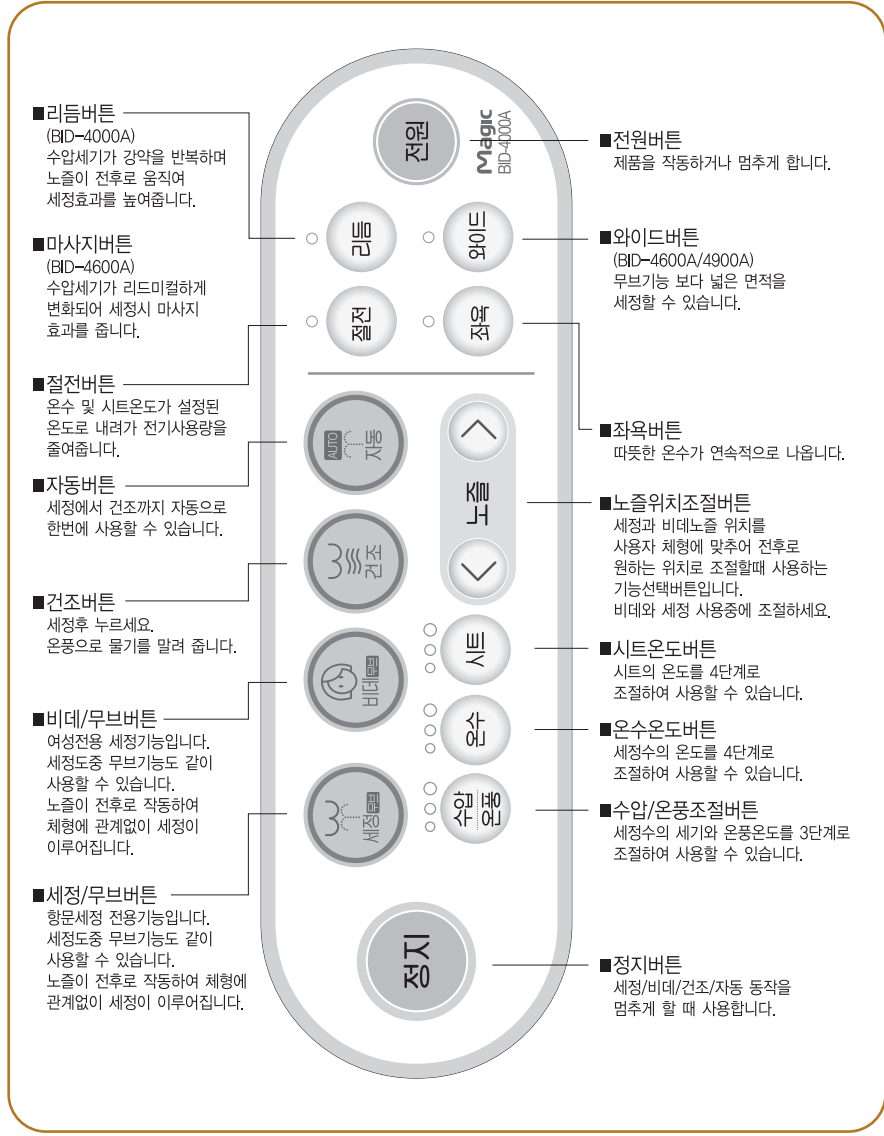 ■리듬버튼
(BID-4000A)
수압세기가 강약을 반복하며
노즐이 전후로 움직여
세정효과를 높여줍니다.
■마사지버튼
(BID-4600A)
수압세기가 리드미컬하게
변화되어 세정시 마사지
효과를 줍니다.
■절전버튼
온수 및 시트온도가 설정된
온도로 내려가 전기사용량을
줄여줍니다.
■자동버튼
세정에서 건조까지 자동으로
한번에 사용할 수 있습니다.
■건조버튼
세정후 누르세요.
온풍으로 물기를 말려 줍니다.
■비데/무브버튼
여성전용 세정기능입니다.
세정도중 무브기능도 같이
사용할 수 있습니다.
노즐이 전후로 작동하여
체형에 관계없이 세정이
이루어집니다.
■세정/무브버튼
항문세정 전용기능입니다.
세정도중 무브기능도 같이
사용할 수 있습니다.
노즐이 전후로 작동하여 체형에
관계없이 세정이 이루어집니다.
전원
Magic
BID-4000A
리듬
와이드
절전
좌욕
AUTO
자동
노즐
건조
비데 무브
시트
온수
세정 무브
수압
온풍
정지
■전원버튼
제품을 작동하거나 멈추게 합니다.
■와이드버튼
(BID-4600A/4900A)
무브기능 보다 넓은 면적을
세정할 수 있습니다.
■좌욕버튼
따뜻한 온수가 연속적으로 나옵니다.
■노즐위치조절버튼
세정과 비데노즐 위치를
사용자 체형에 맞추어 전후로
원하는 위치로 조절할때 사용하는
기능선택버튼입니다.
비데와 세정 사용중에 조절하세요.
■시트온도버튼
시트의 온도를 4단계로
조절하여 사용할 수 있습니다.
■온수온도버튼
세정수의 온도를 4단계로
조절하여 사용할 수 있습니다.
■수압/온풍조절버튼
세정수의 세기와 온풍온도를 3단계로
조절하여 사용할 수 있습니다.
■정지버튼
세정/비데/건조/자동 동작을
멈추게 할 때 사용합니다.